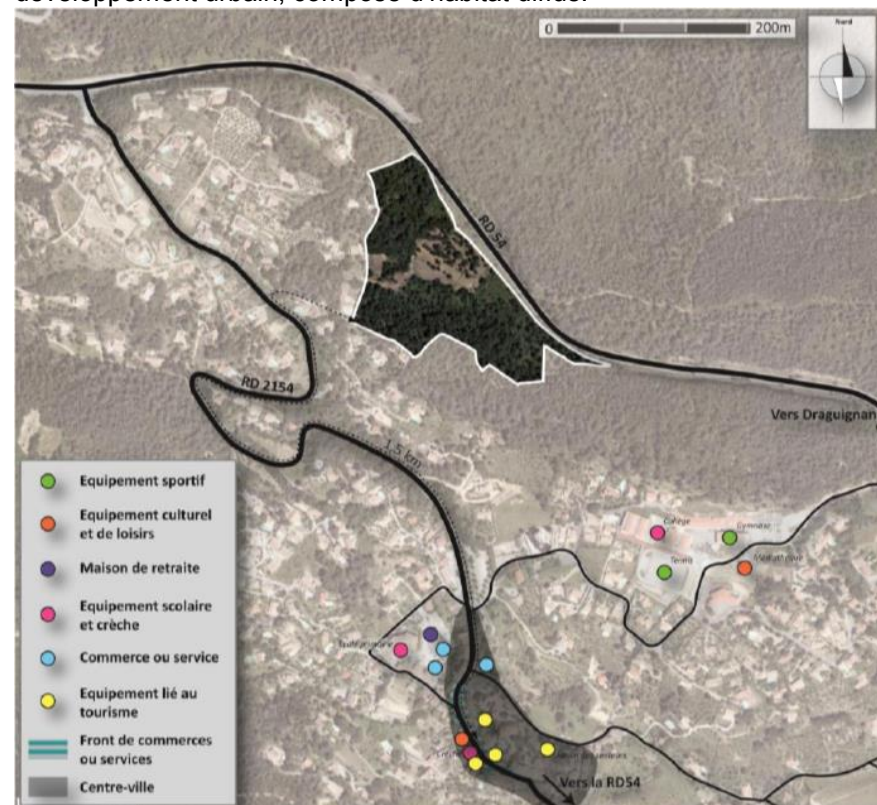 développement urbain, composé d'habitat diffus.
0 200m
Nord
RD 54
RD 2154
1.5 km
Vers Draguignan
Collège
Gymnase
Tennis
Médiathèque
Vers la RD54
Equipement sportif
Equipement culturel
et de loisirs
Maison de retraite
Equipement scolaire
et crèche
Commerce ou service
Equipement lié au
tourisme
Front de commerces
ou services
Centre-ville